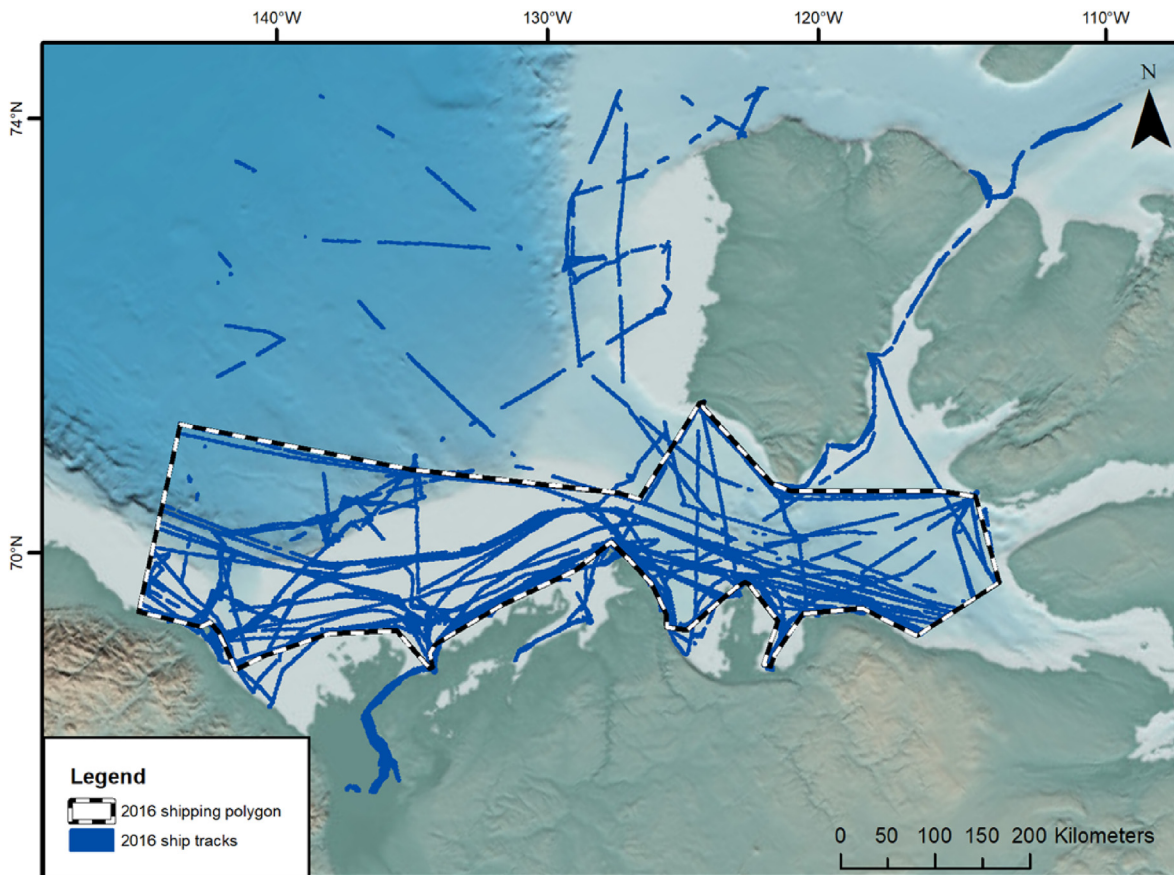 140°W 130°W 120°W 110°W
N
74°N
70°N
Legend
2016 shipping polygon
2016 ship tracks
0 50 100 150 200 Kilometers